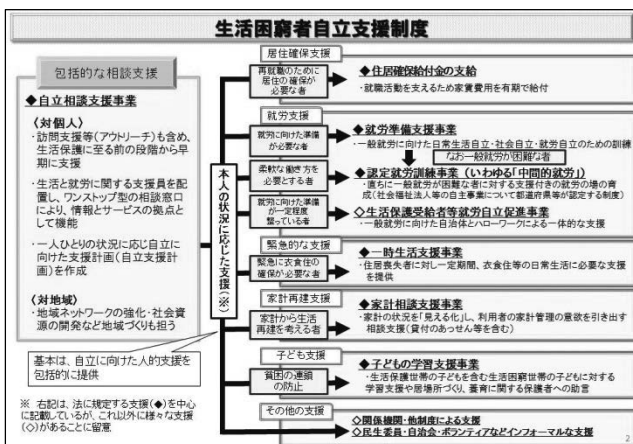 生活困窮者自立支援制度
包括的な相談支援
◆自立相談支援事業
〈対個人〉
・訪問支援等(アウトリーチ)も含め、
生活保護に至る前の段階から
早期に支援
・生活と就労に関する支援員を
配置し、ワンストップ型の相談窓
口により、情報とサービスの拠点と
して機能
・一人ひとりの状況に応じ自立に
向けた支援計画(自立支援計
画)を作成
〈対地域〉
・地域ネットワークの強化・社会資
源の開発など地域づくりも担う
基本は、自立に向けた人的支援を
包括的に提供
※ 右記は、法に規定する支援(◆)を中心
に記載しているが、これ以外に様々な支援
(◇)があることに留意
本人の状況に応じた支援(※)
居住確保支援
再就職のために
居住の確保が
必要な者
◆住居確保給付金の支給
・就職活動を支えるため家賃費用を有期で給付
就労支援
就労に向けた準備
が必要な者
◆就労準備支援事業
・一般就労に向けた日常生活自立・社会自立・就労自立のための訓練
なお一般就労が困難な者
柔軟な働き方を
必要とする者
◆認定就労訓練事業(いわゆる「中間的就労」)
・直ちに一般就労が困難な者に対する支援付きの就労の場の育
成(社会福祉法人等の自主事業について都道府県等が認定する制度)
就労に向けた準備
が一定程度
整っている者
◇生活保護受給者等就労自立促進事業
・一般就労に向けた自治体とハローワークによる一体的な支援
緊急的な支援
緊急に衣食住の
確保が必要な者
◆一時生活支援事業
・住居喪失者に対し一定期間、衣食住等の日常生活に必要な支援
を提供
家計再建支援
家計から生活
再建を考える者
◆家計相談支援事業
・家計の状況を「見える化」し、利用者の家計管理の意欲を引き出す
相談支援(貸付のあっせん等を含む)
子ども支援
貧困の連鎖
の防止
◆子どもの学習支援事業
・生活保護世帯の子どもを含む生活困窮世帯の子どもに対する
学習支援や居場所づくり、養育に関する保護者への助言
その他の支援
◇関係機関・他制度による支援
◇民生委員・自治会・ボランティアなどインフォーマルな支援
2